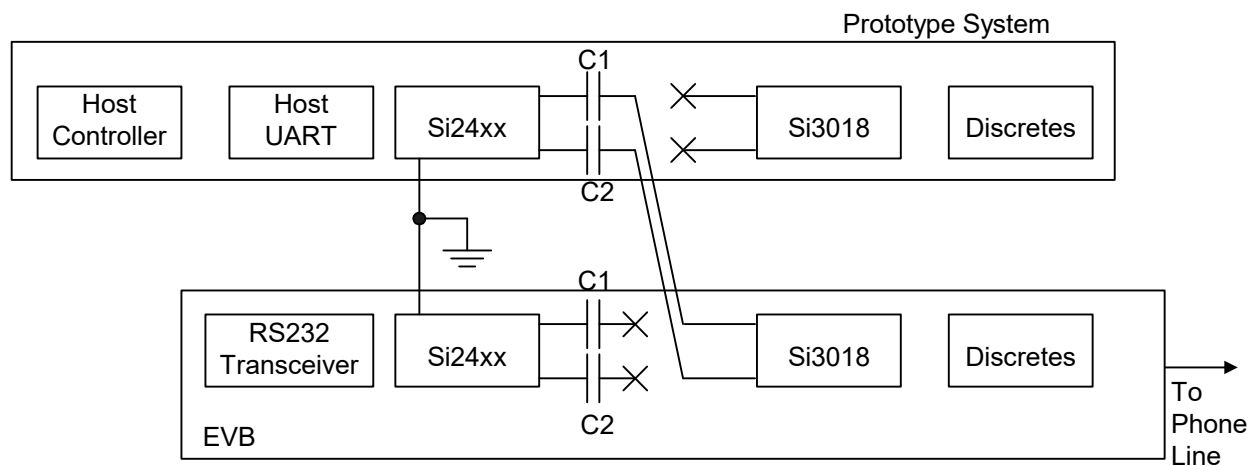 Prototype System
C1
Host
Controller
Host
UART
Si24xx
Si3018
Discretes
C2
C1
RS232
Transceiver
Si24xx
Si3018
Discretes
C2
EVB
To
Phone
Line